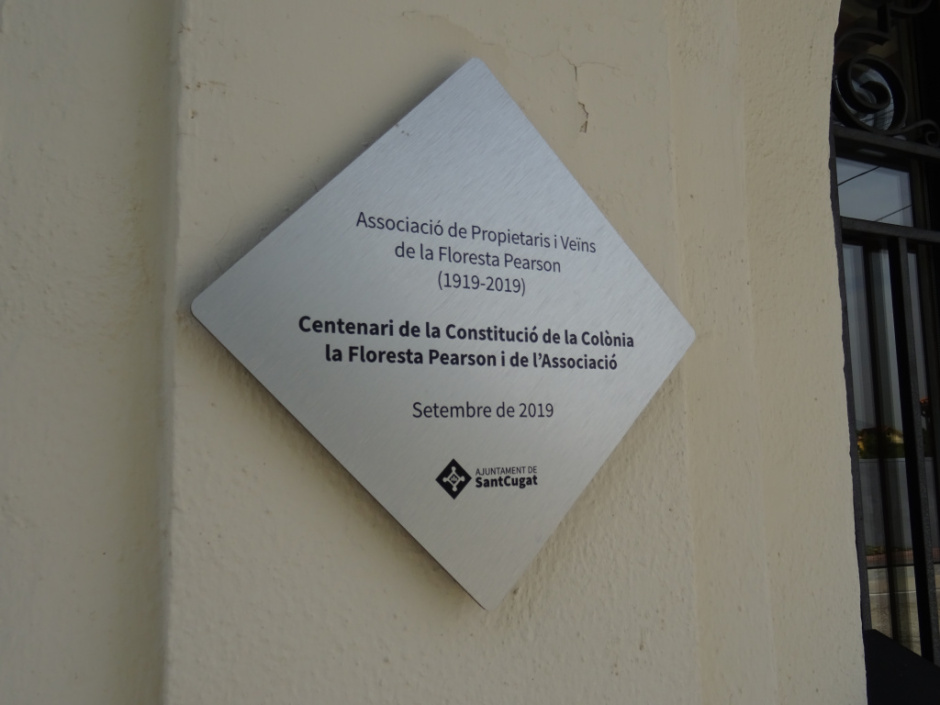 Associació de Propietaris i Veïns
de la Floresta Pearson
(1919-2019)
Centenari de la Constitució de la Colònia
la Floresta Pearson i de l'Associació
Setembre de 2019
AJUNTAMENT DE
SantCugat